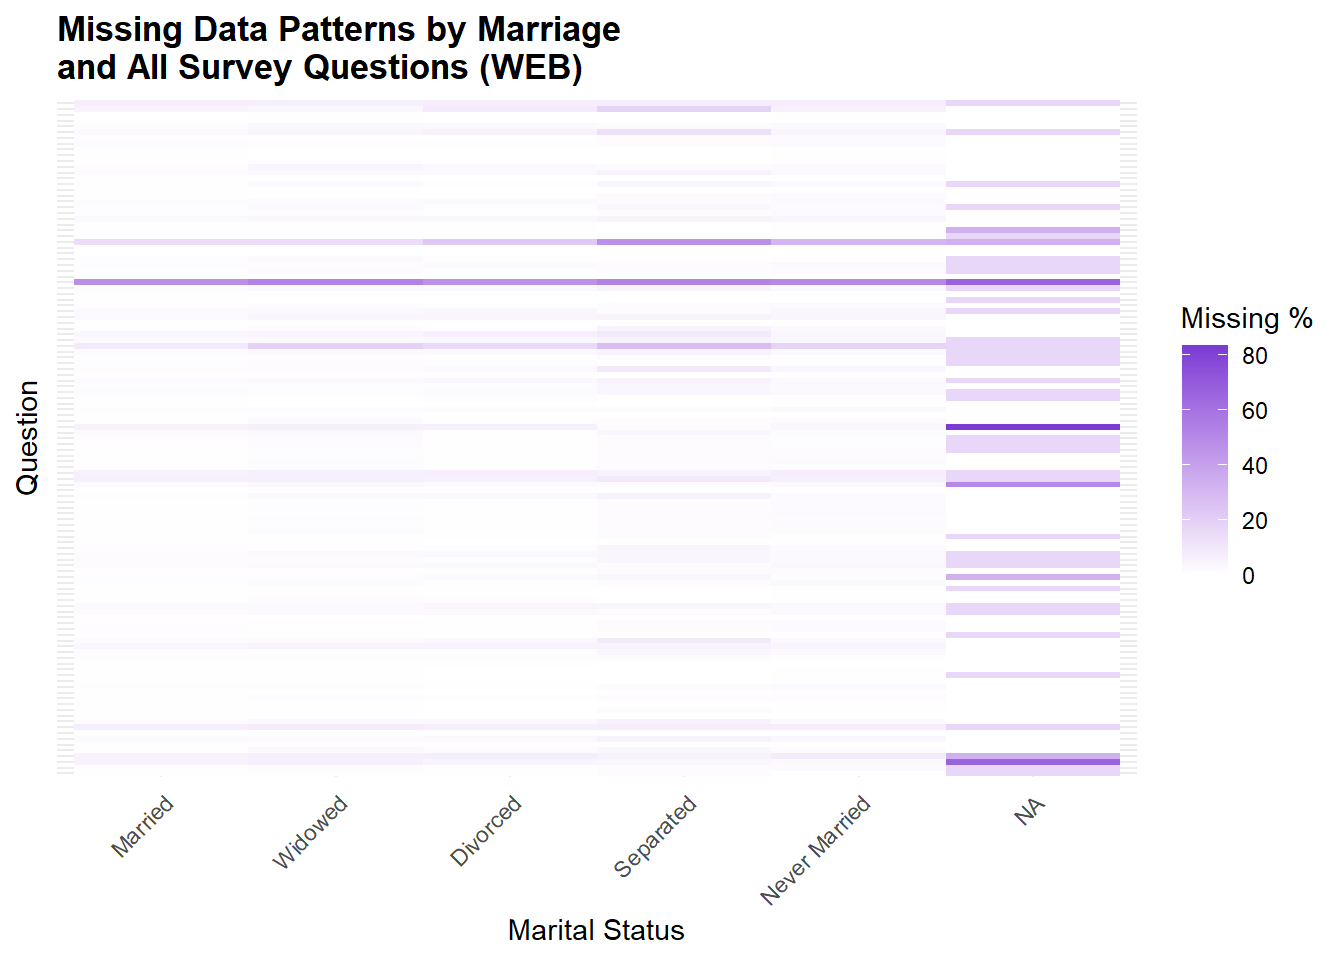 Missing Data Patterns by Marriage
and All Survey Questions (WEB)
Question
Married
Widowed
Divorced
Separated
Never Married
NA
Marital Status
Missing %
80
60
40
20
0